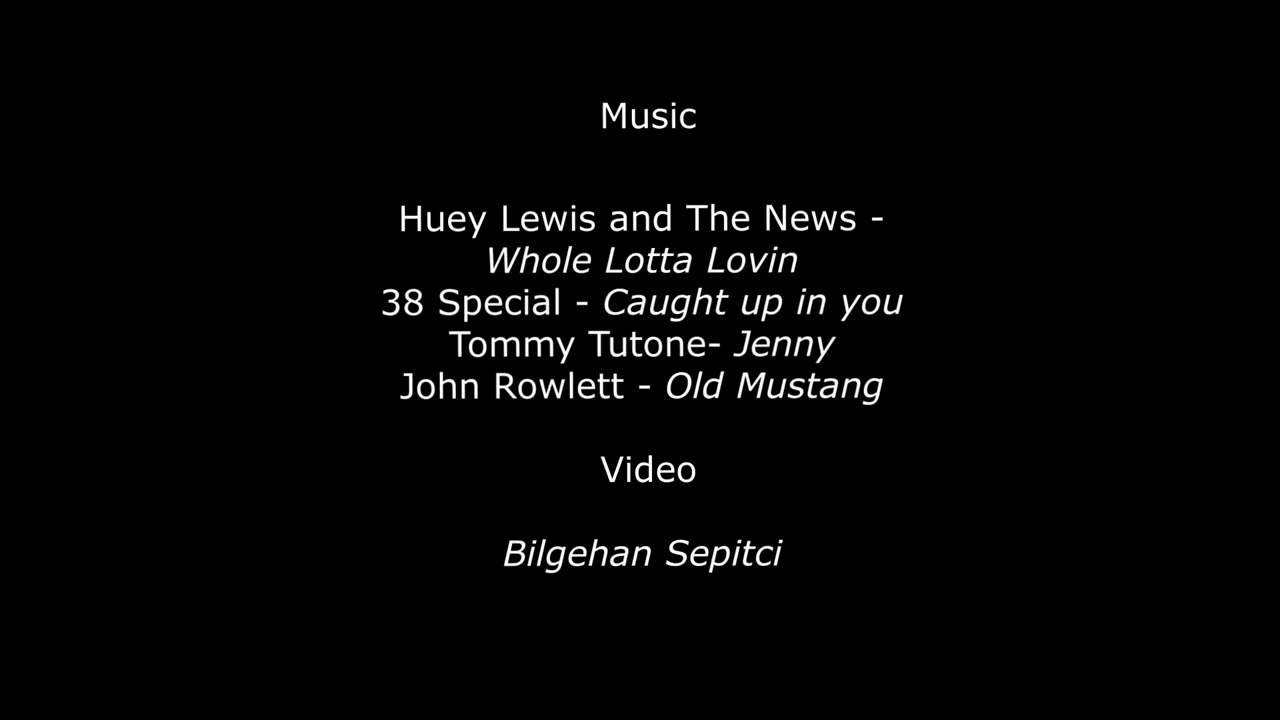 Music
Huey Lewis and The News -
Whole Lotta Lovin
38 Special - Caught up in you
Tommy Tutone- Jenny
John Rowlett - Old Mustang
Video
Bilgehan Sepitci